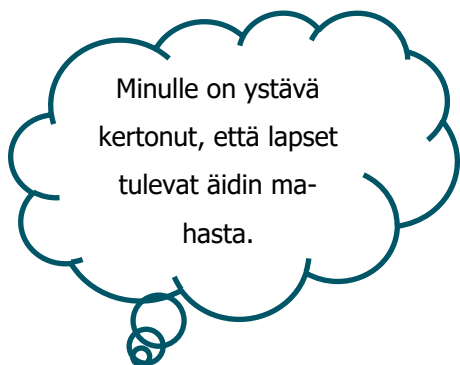 Minulle on ystävä
kertonut, että lapset
tulevat äidin ma-
hasta.